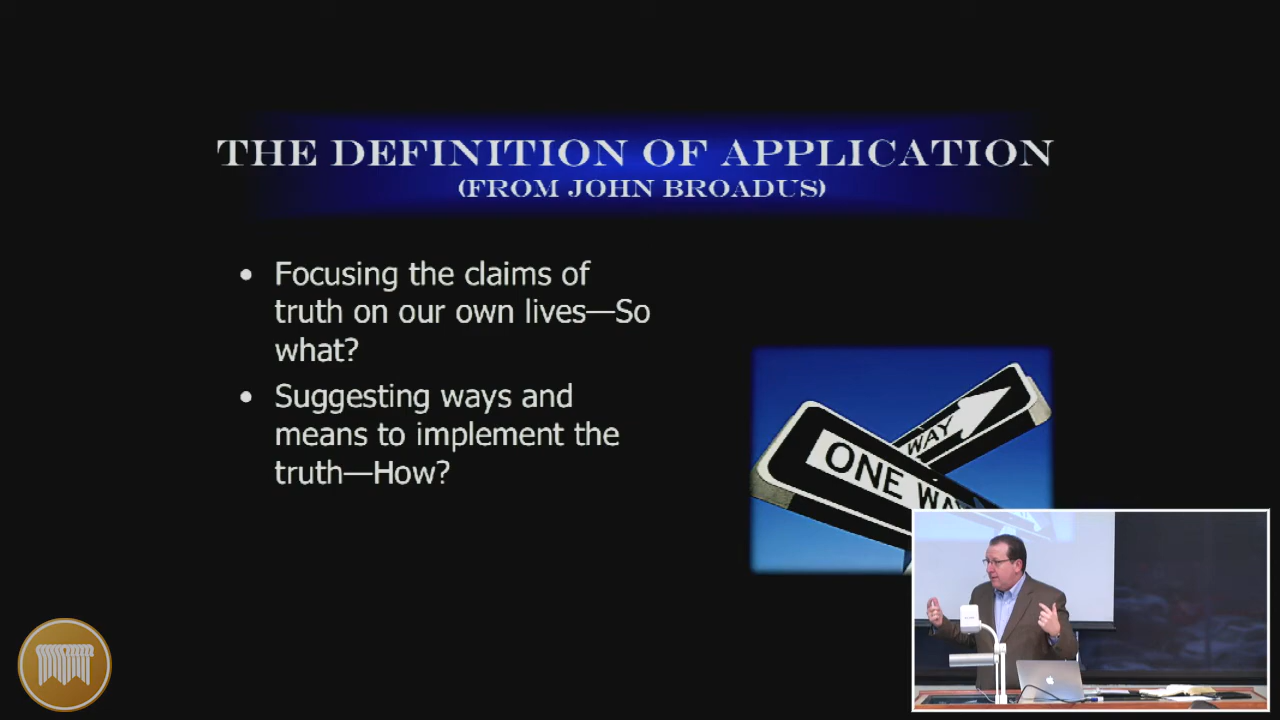 THE DEFINITION OF APPLICATION
(FROM JOHN BROADUS)
• Focusing the claims of
truth on our own lives—So
what?
• Suggesting ways and
means to implement the
truth—How?
WAY
ONE WAY